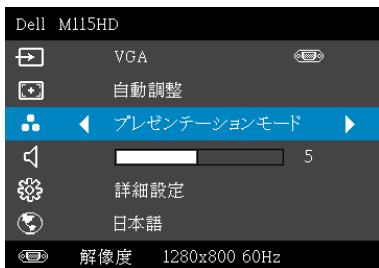 Dell M115HD
VGA
自動調整
プレゼンテーションモード
5
詳細設定
日本語
解像度 1280x800 60Hz